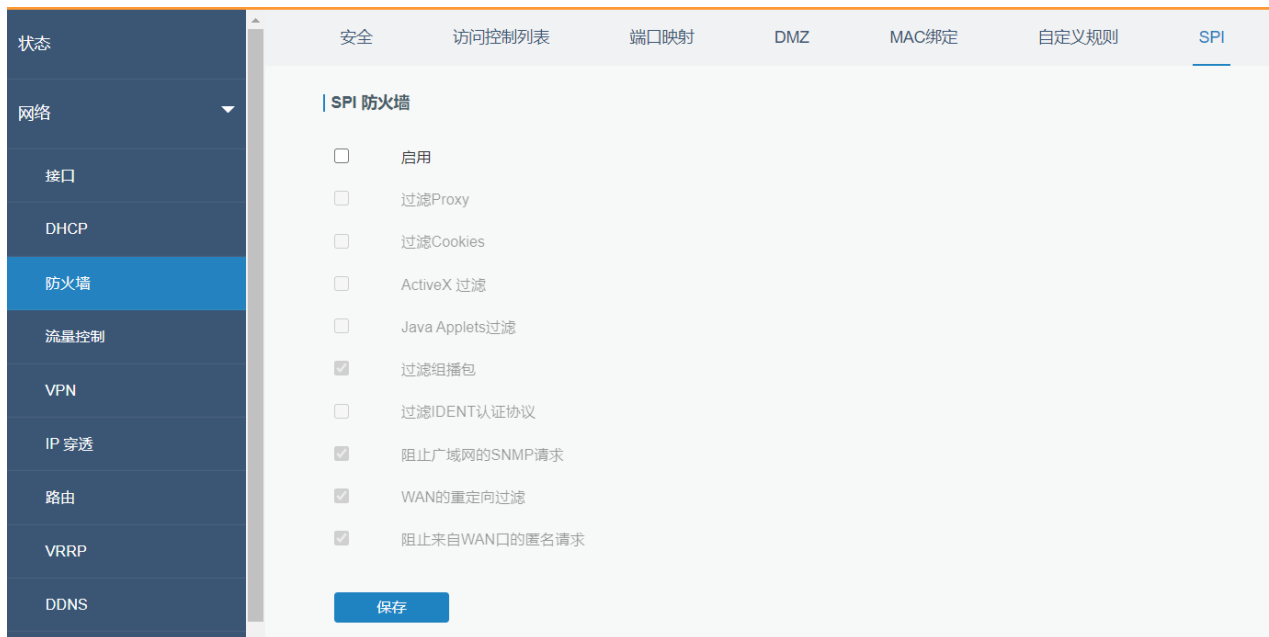 状态
网络
接口
DHCP
防火墙
流量控制
VPN
IP 穿透
路由
VRRP
DDNS
安全 访问控制列表 端口映射 DMZ MAC绑定 自定义规则 SPI
SPI 防火墙
启用
过滤Proxy
过滤Cookies
ActiveX 过滤
Java Applets过滤
过滤组播包
过滤IDENT认证协议
阻止广域网的SNMP请求
WAN的重定向过滤
阻止来自WAN口的匿名请求
保存